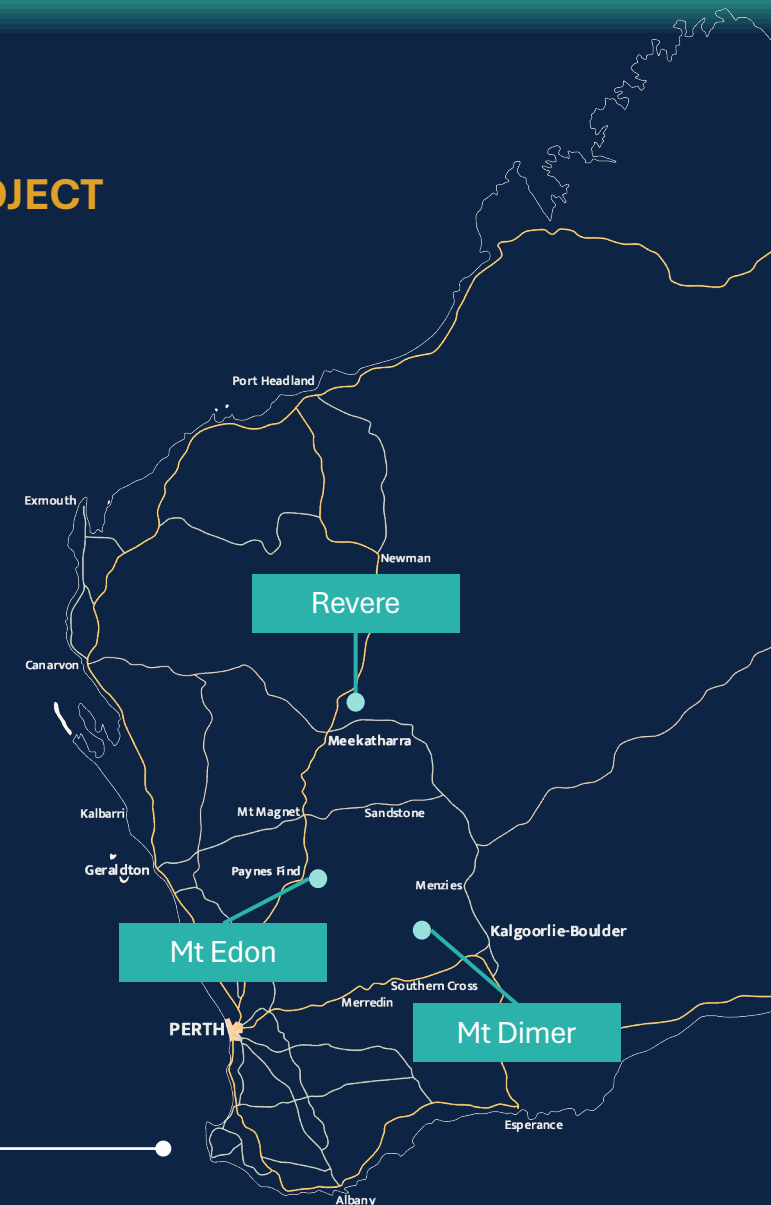 OJECT
Port Headland
Exmouth
Newman
Revere
Canarvon
Meekatharra
Kalbarri
Mt Magnet
Sandstone
Geraldton
Paynes Find
Menzies
Kalgoorlie-Boulder
Mt Edon
Southern Cross
Merredin
PERTH
Mt Dimer
Esperance
Albany